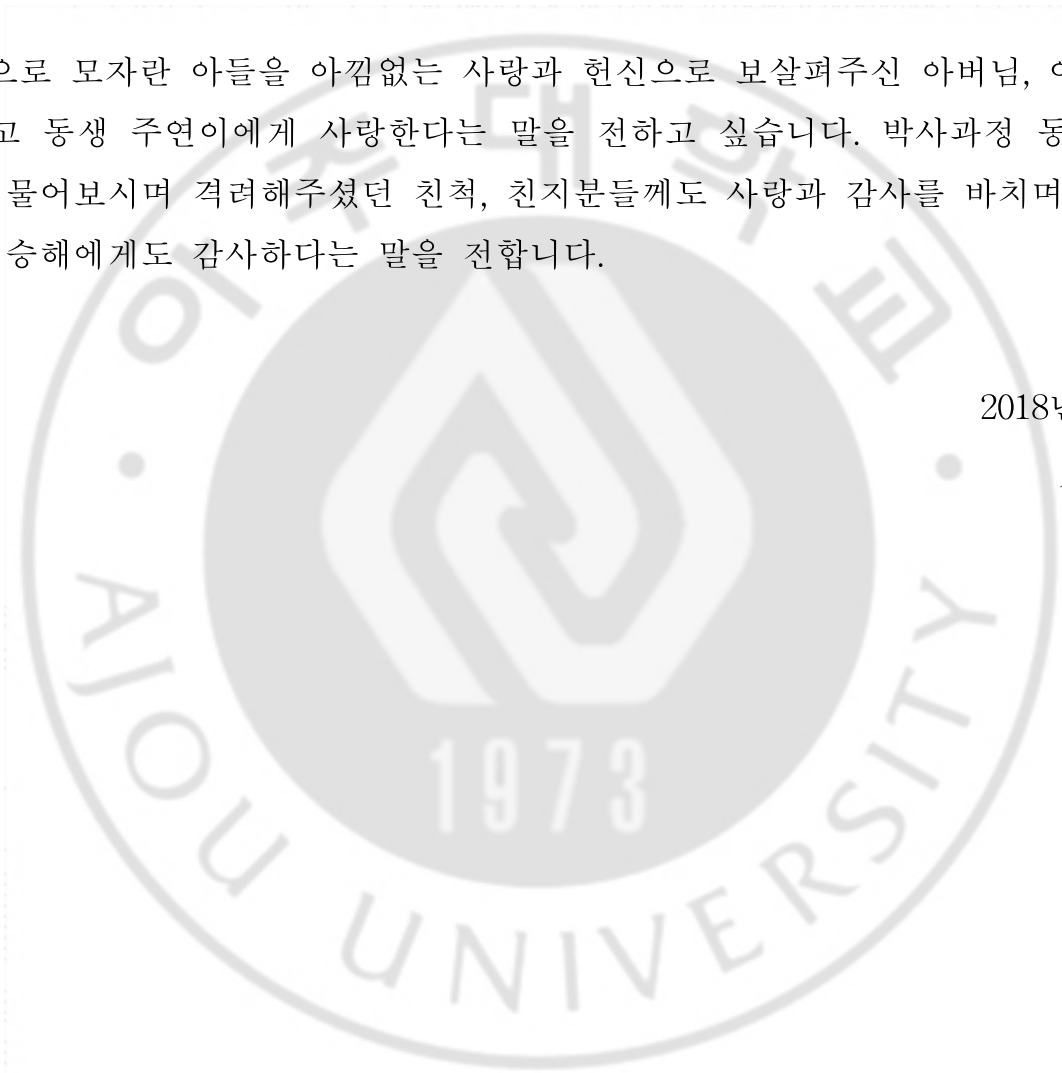 으로 모자란 아들을 아낌없는 사랑과 헌신으로 보살펴주신 아버님,
고 동생 주연이에게 사랑한다는 말을 전하고 싶습니다. 박사과정
물어보시며 격려해주셨던 친척, 친지분들께도 사랑과 감사를 바치며
승해에게도 감사하다는 말을 전합니다.
2018
아주대학교
1973
AJOU UNIVERSITY